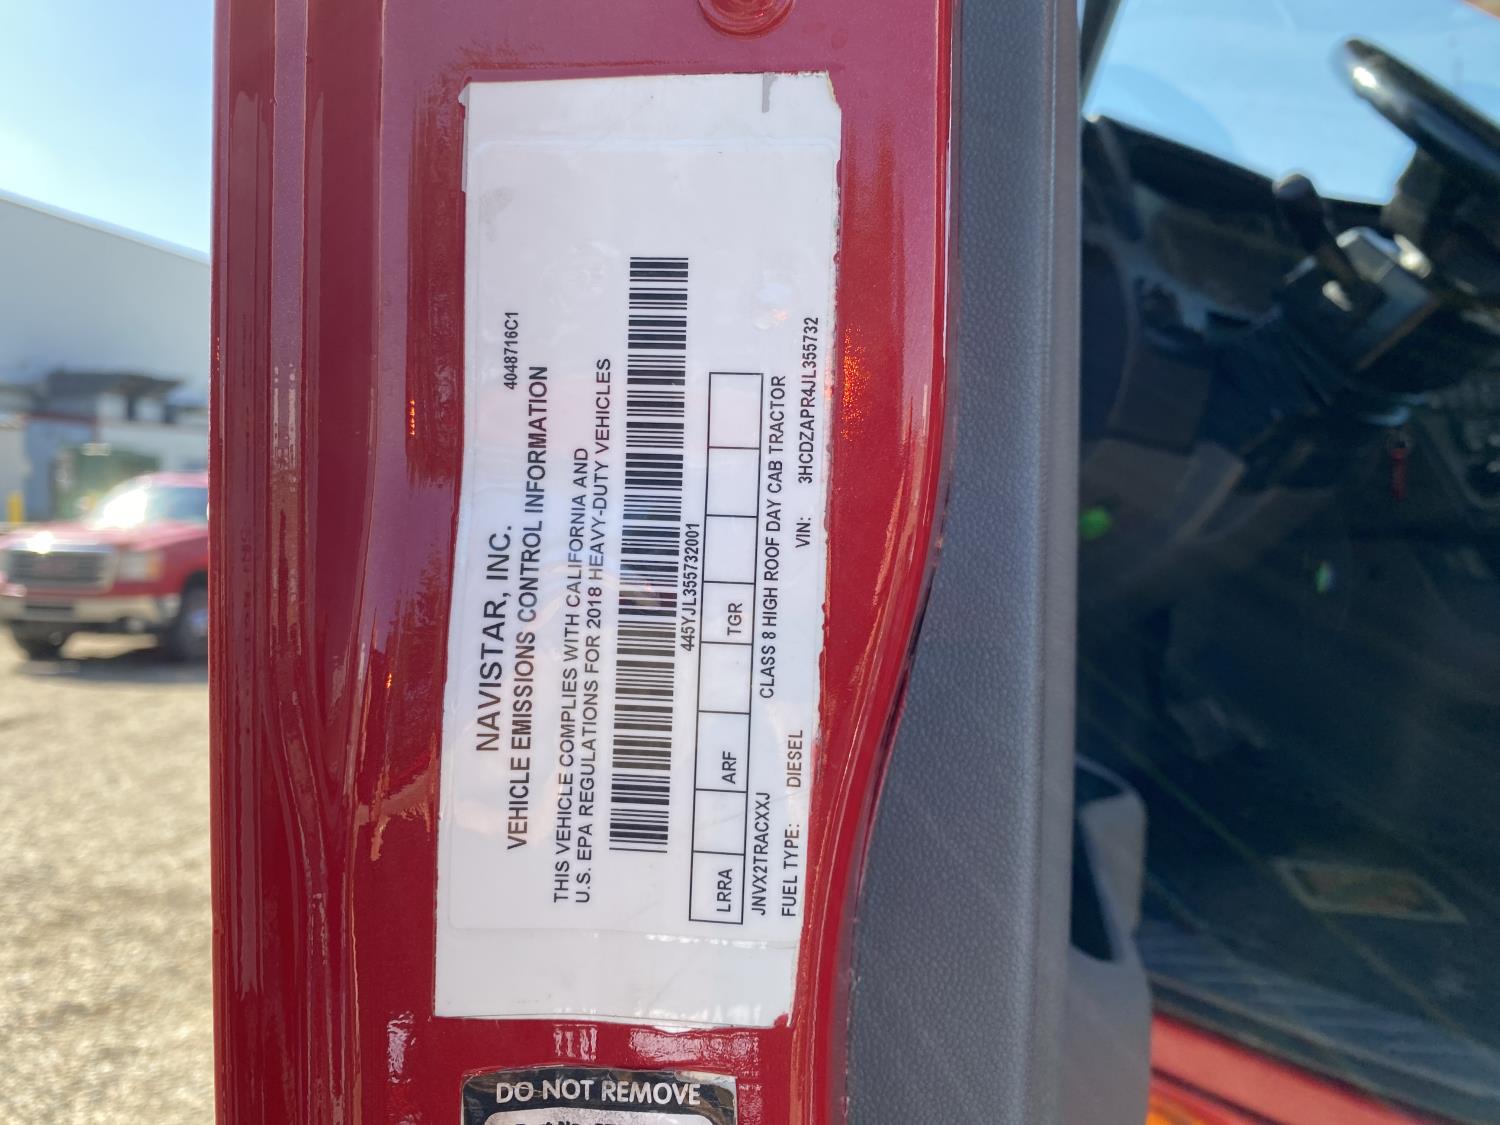 4048716C1
NAVISTAR, INC.
VEHICLE EMISSIONS CONTROL INFORMATION
THIS VEHICLE COMPLIES WITH CALIFORNIA AND
U.S. EPA REGULATIONS FOR 2018 HEAVY-DUTY VEHICLES
445YJL355732001
LRRA ARF TGR
JNVX2TRACXXJ CLASS 8 HIGH ROOF DAY CAB TRACTOR
FUEL TYPE: DIESEL VIN: 3HCDZAPR4JL355732
DO NOT REMOVE